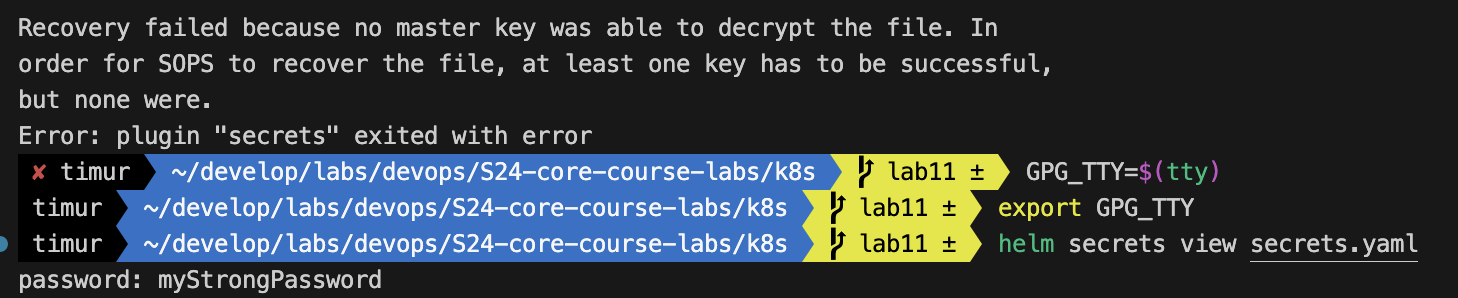 Recovery failed because no master key was able to decrypt the file. In
order for SOPS to recover the file, at least one key has to be successful,
but none were.
Error: plugin "secrets" exited with error
✘ timur ~/develop/labs/devops/S24-core-course-labs/k8s lab11 ± GPG_TTY=$(tty)
timur ~/develop/labs/devops/S24-core-course-labs/k8s lab11 ± export GPG_TTY
timur ~/develop/labs/devops/S24-core-course-labs/k8s lab11 ± helm secrets view secrets.yaml
password: myStrongPassword